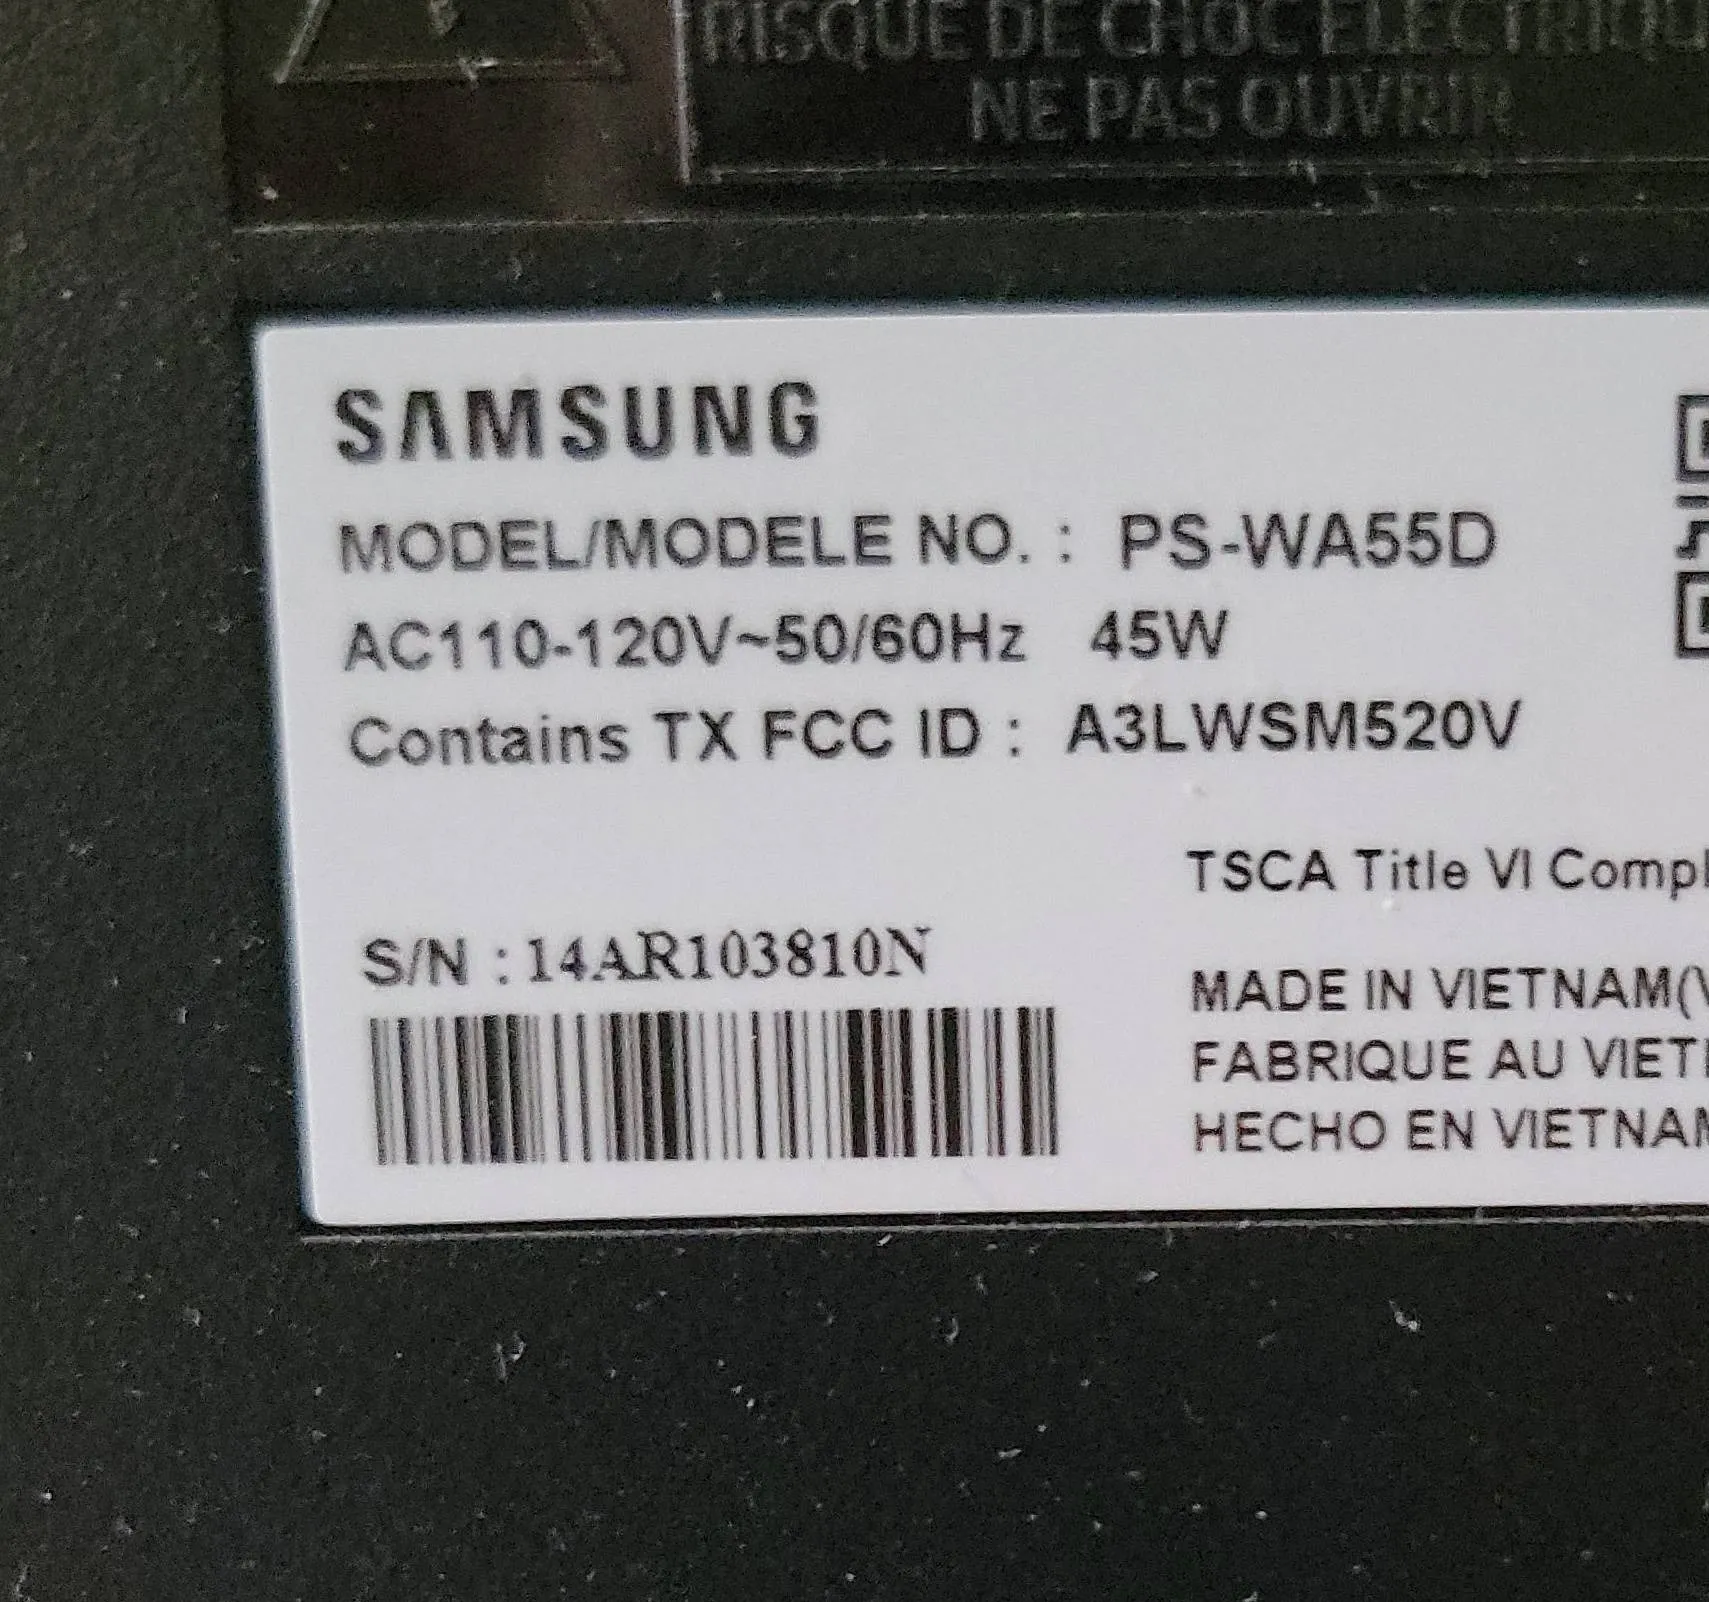 RISQUE DE CHOC ELECTRIQU
NE PAS OUVRIR
SAMSUNG
MODEL/MODELE NO. : PS-WA55D
AC110-120V~50/60Hz 45W
Contains TX FCC ID : A3LWSM520V
TSCA Title VI Compl
S/N : 14AR103810N
MADE IN VIETNAM(V
FABRIQUE AU VIET
HECHO EN VIETNAM